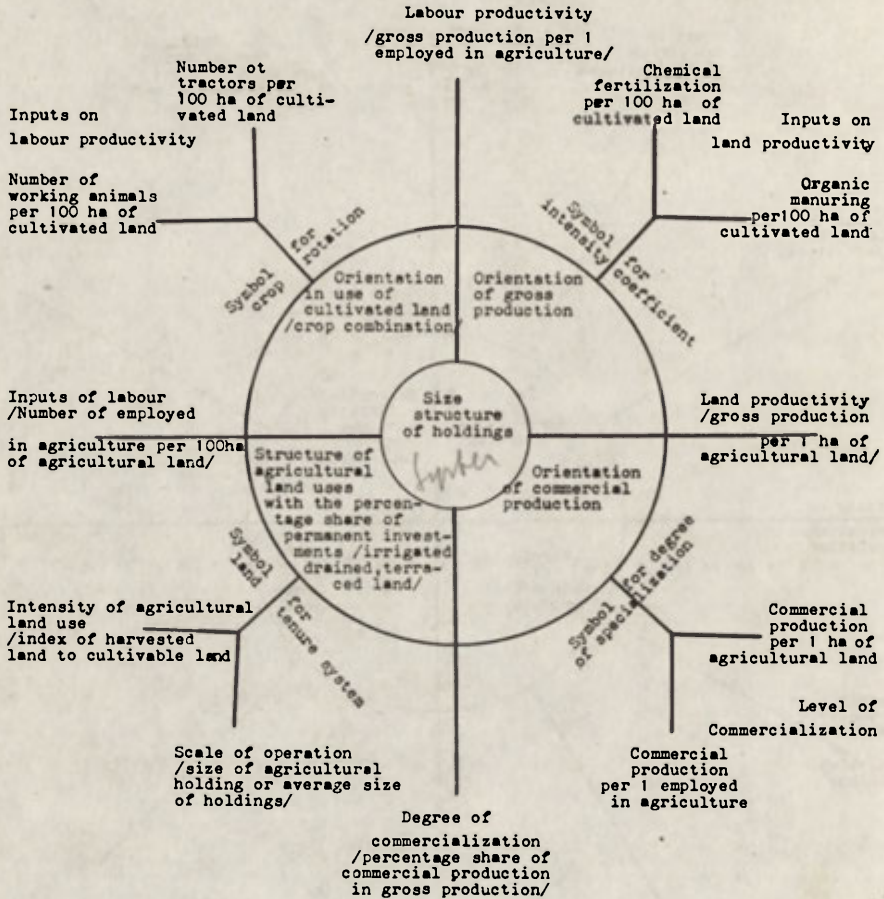 Labour productivity
/gross production per 1
employed in agriculture/
Number ot
tractors per
100 ha of culti-
vated land
Chemical
fertilization
per 100 ha of
cultivated land
Inputs on
labour productivity
Inputs on
land productivity
Number of
working animals
per 100 ha of
cultivated land
Organic
manuring
per100 ha of
cultivated land
Symbol for
crop rotation
Symbol for
intensity coefficient
Orientation
in use of
cultivated land
/crop combination/
Orientation
of gross
production
Size
structure
of holdings
Inputs of labour
/Number of employed
in agriculture per 100ha
of agricultural land/
Land productivity
/gross production
per 1 ha of
agricultural land/
Structure of
agricultural
land uses
with the percen-
tage share of
permanent invest-
ments /irrigated
drained,terra-
ced land/
Orientation
of commercial
production
Symbol for
land tenure system
Symbol for degree
of specialization
Intensity of agricultural
land use
/index of harvested
land to cultivable land
Commercial
production
per 1 ha of
agricultural land
Level of
Commercialization
Scale of operation
/size of agricultural
holding or average size
of holdings/
Commercial
production
per 1 employed
in agriculture
Degree of
commercialization
/percentage share of
commercial production
in gross production/